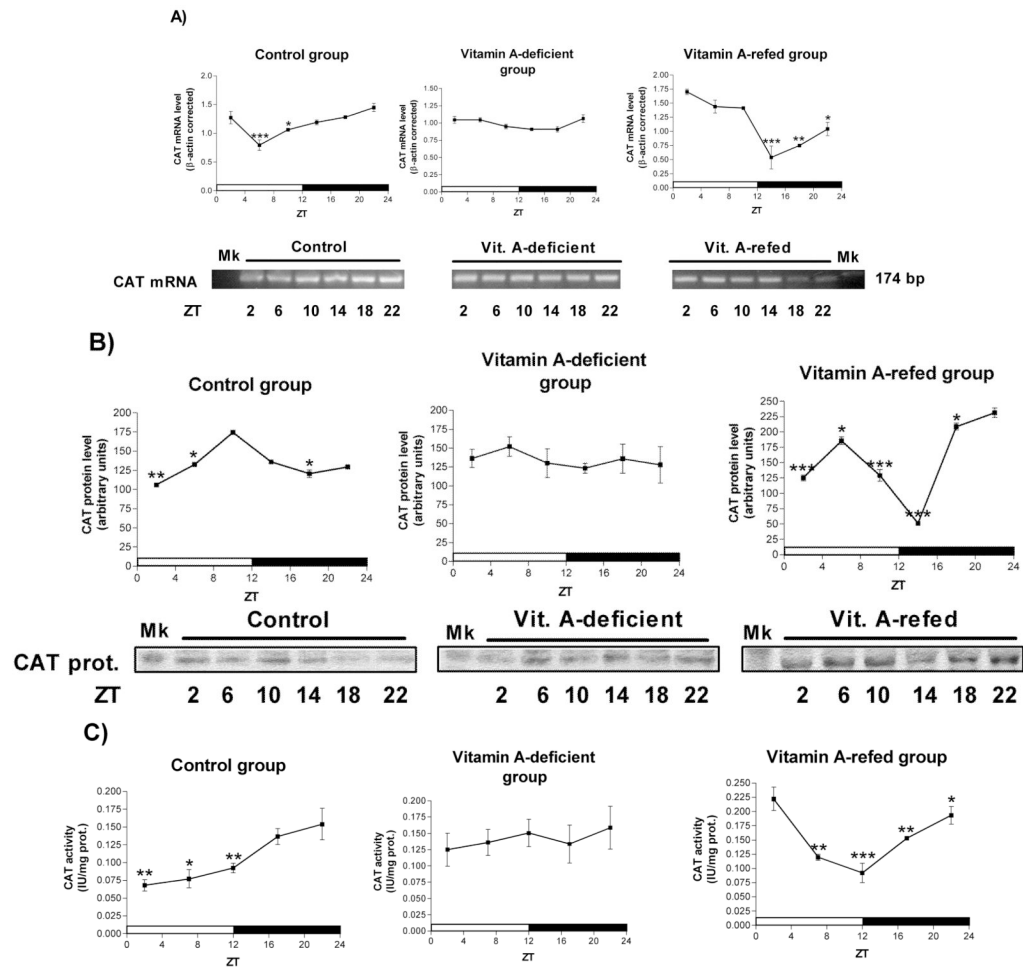 A)
Control group
Vitamin A-deficient
group
Vitamin A-refed group
CAT mRNA level
(β-actin corrected)
2.0
1.5
1.0
0.5
0.0
0 4 8 12 16 20 24
ZT
*** *
CAT mRNA level
(β-actin corrected)
1.50
1.25
1.00
0.75
0.50
0.25
0.00
0 4 8 12 16 20 24
ZT
CAT mRNA level
(β-actin corrected)
2.00
1.75
1.50
1.25
1.00
0.75
0.50
0.25
0.00
0 4 8 12 16 20 24
ZT
*** ** *
Mk Control Vit. A-deficient Vit. A-refed Mk
CAT mRNA 174 bp
ZT 2 6 10 14 18 22 2 6 10 14 18 22 2 6 10 14 18 22
B)
Control group
Vitamin A-deficient
group
Vitamin A-refed group
CAT protein level
(arbitrary units)
200
175
150
125
100
75
50
25
0
0 4 8 12 16 20 24
ZT
** * *
CAT protein level
(arbitrary units)
200
175
150
125
100
75
50
25
0
0 4 8 12 16 20 24
ZT
CAT protein level
(arbitrary units)
250
225
200
175
150
125
100
75
50
25
0
0 4 8 12 16 20 24
ZT
*** * *** *** *
Mk Control Mk Vit. A-deficient Mk Vit. A-refed
CAT prot.
ZT 2 6 10 14 18 22 2 6 10 14 18 22 2 6 10 14 18 22
C)
Control group
Vitamin A-deficient
group
Vitamin A-refed group
CAT activity
(IU/mg prot.)
0.200
0.175
0.150
0.125
0.100
0.075
0.050
0.025
0.000
0 4 8 12 16 20 24
ZT
** * **
CAT activity
(IU/mg prot.)
0.200
0.175
0.150
0.125
0.100
0.075
0.050
0.025
0.000
0 4 8 12 16 20 24
ZT
CAT activity
(IU/mg prot.)
0.250
0.225
0.200
0.175
0.150
0.125
0.100
0.075
0.050
0.025
0.000
0 4 8 12 16 20 24
ZT
** *** ** *